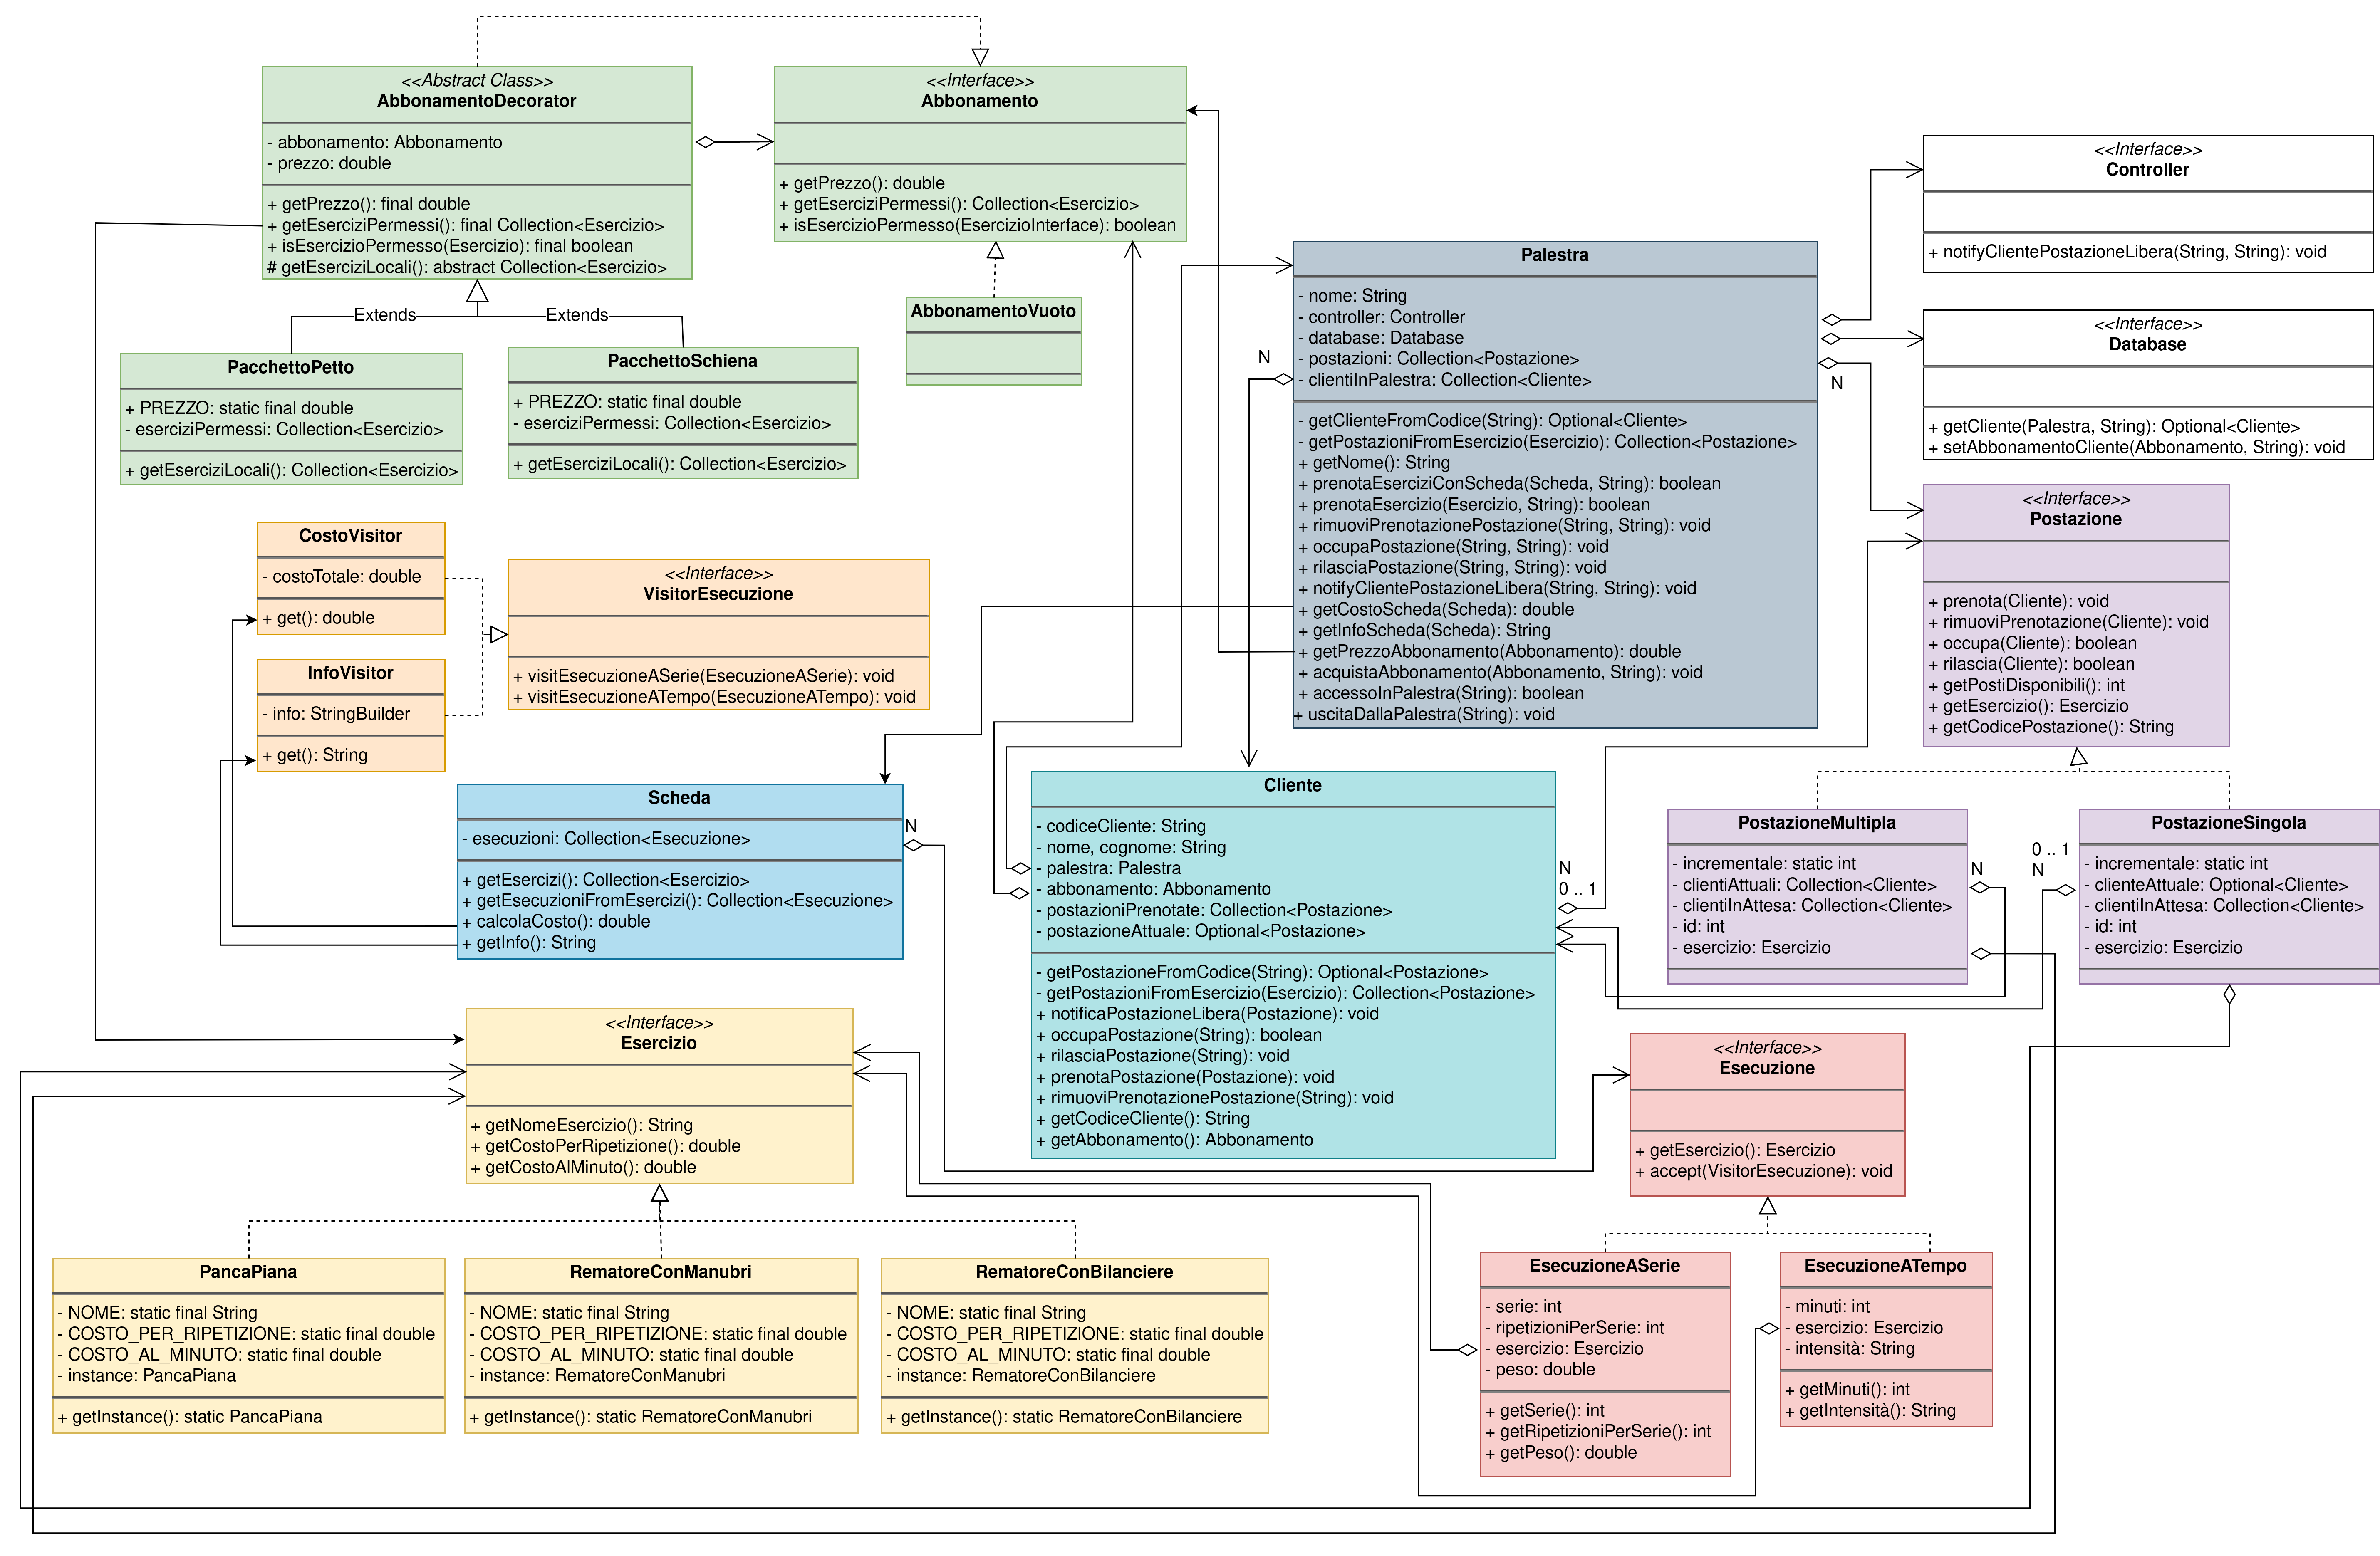 <<Abstract Class>>
AbbonamentoDecorator
- abbonamento: Abbonamento
- prezzo: double
+ getPrezzo(): final double
+ getEserciziPermessi(): final Collection<Esercizio>
+ isEsercizioPermesso(Esercizio): final boolean
# getEserciziLocali(): abstract Collection<Esercizio>
<<Interface>>
Abbonamento
+ getPrezzo(): double
+ getEserciziPermessi(): Collection<Esercizio>
+ isEsercizioPermesso(EsercizioInterface): boolean
Extends
Extends
PacchettoPetto
+ PREZZO: static final double
- eserciziPermessi: Collection<Esercizio>
+ getEserciziLocali(): Collection<Esercizio>
PacchettoSchiena
+ PREZZO: static final double
- eserciziPermessi: Collection<Esercizio>
+ getEserciziLocali(): Collection<Esercizio>
AbbonamentoVuoto
Palestra
- nome: String
- controller: Controller
- database: Database
- postazioni: Collection<Postazione>
- clientiInPalestra: Collection<Cliente>
- getClienteFromCodice(String): Optional<Cliente>
- getPostazioniFromEsercizio(Esercizio): Collection<Postazione>
+ getNome(): String
+ prenotaEserciziConScheda(Scheda, String): boolean
+ prenotaEsercizio(Esercizio, String): boolean
+ rimuoviPrenotazionePostazione(String, String): void
+ occupaPostazione(String, String): void
+ rilasciaPostazione(String, String): void
+ notifyClientePostazioneLibera(String, String): void
+ getCostoScheda(Scheda): double
+ getInfoScheda(Scheda): String
+ getPrezzoAbbonamento(Abbonamento): double
+ acquistaAbbonamento(Abbonamento, String): void
+ accessoInPalestra(String): boolean
+ uscitaDallaPalestra(String): void
N
N
<<Interface>>
Controller
+ notifyClientePostazioneLibera(String, String): void
<<Interface>>
Database
+ getCliente(Palestra, String): Optional<Cliente>
+ setAbbonamentoCliente(Abbonamento, String): void
<<Interface>>
Postazione
+ prenota(Cliente): void
+ rimuoviPrenotazione(Cliente): void
+ occupa(Cliente): boolean
+ rilascia(Cliente): boolean
+ getPostiDisponibili(): int
+ getEsercizio(): Esercizio
+ getCodicePostazione(): String
CostoVisitor
- costoTotale: double
+ get(): double
InfoVisitor
- info: StringBuilder
+ get(): String
<<Interface>>
VisitorEsecuzione
+ visitEsecuzioneASerie(EsecuzioneASerie): void
+ visitEsecuzioneATempo(EsecuzioneATempo): void
Scheda
- esecuzioni: Collection<Esecuzione>
+ getEsercizi(): Collection<Esercizio>
+ getEsecuzioniFromEsercizi(): Collection<Esecuzione>
+ calcolaCosto(): double
+ getInfo(): String
N
Cliente
- codiceCliente: String
- nome, cognome: String
- palestra: Palestra
- abbonamento: Abbonamento
- postazioniPrenotate: Collection<Postazione>
- postazioneAttuale: Optional<Postazione>
- getPostazioneFromCodice(String): Optional<Postazione>
- getPostazioniFromEsercizio(Esercizio): Collection<Postazione>
+ notificaPostazioneLibera(Postazione): void
+ occupaPostazione(String): boolean
+ rilasciaPostazione(String): void
+ prenotaPostazione(Postazione): void
+ rimuoviPrenotazionePostazione(String): void
+ getCodiceCliente(): String
+ getAbbonamento(): Abbonamento
N
0 .. 1
PostazioneMultipla
- incrementale: static int
- clientiAttuali: Collection<Cliente>
- clientiInAttesa: Collection<Cliente>
- id: int
- esercizio: Esercizio
N
0 .. 1
N
PostazioneSingola
- incrementale: static int
- clienteAttuale: Optional<Cliente>
- clientiInAttesa: Collection<Cliente>
- id: int
- esercizio: Esercizio
<<Interface>>
Esercizio
+ getNomeEsercizio(): String
+ getCostoPerRipetizione(): double
+ getCostoAlMinuto(): double
<<Interface>>
Esecuzione
+ getEsercizio(): Esercizio
+ accept(VisitorEsecuzione): void
PancaPiana
- NOME: static final String
- COSTO_PER_RIPETIZIONE: static final double
- COSTO_AL_MINUTO: static final double
- instance: PancaPiana
+ getInstance(): static PancaPiana
RematoreConManubri
- NOME: static final String
- COSTO_PER_RIPETIZIONE: static final double
- COSTO_AL_MINUTO: static final double
- instance: RematoreConManubri
+ getInstance(): static RematoreConManubri
RematoreConBilanciere
- NOME: static final String
- COSTO_PER_RIPETIZIONE: static final double
- COSTO_AL_MINUTO: static final double
- instance: RematoreConBilanciere
+ getInstance(): static RematoreConBilanciere
EsecuzioneASerie
- serie: int
- ripetizioniPerSerie: int
- esercizio: Esercizio
- peso: double
+ getSerie(): int
+ getRipetizioniPerSerie(): int
+ getPeso(): double
EsecuzioneATempo
- minuti: int
- esercizio: Esercizio
- intensità: String
+ getMinuti(): int
+ getIntensità(): String